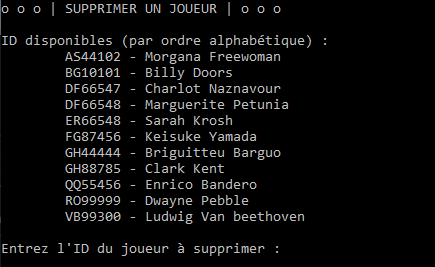 o o o | SUPPRIMER UN JOUEUR | o o o
ID disponibles (par ordre alphabétique) :
AS44102 - Morgana Freewoman
BG10101 - Billy Doors
DF66547 - Charlot Naznavour
DF66548 - Marguerite Petunia
ER66548 - Sarah Krosh
FG87456 - Keisuke Yamada
GH44444 - Briguitteu Barguo
GH88785 - Clark Kent
QQ55456 - Enrico Bandero
RO99999 - Dwayne Pebble
VB99300 - Ludwig Van beethoven
Entrez l'ID du joueur à supprimer :